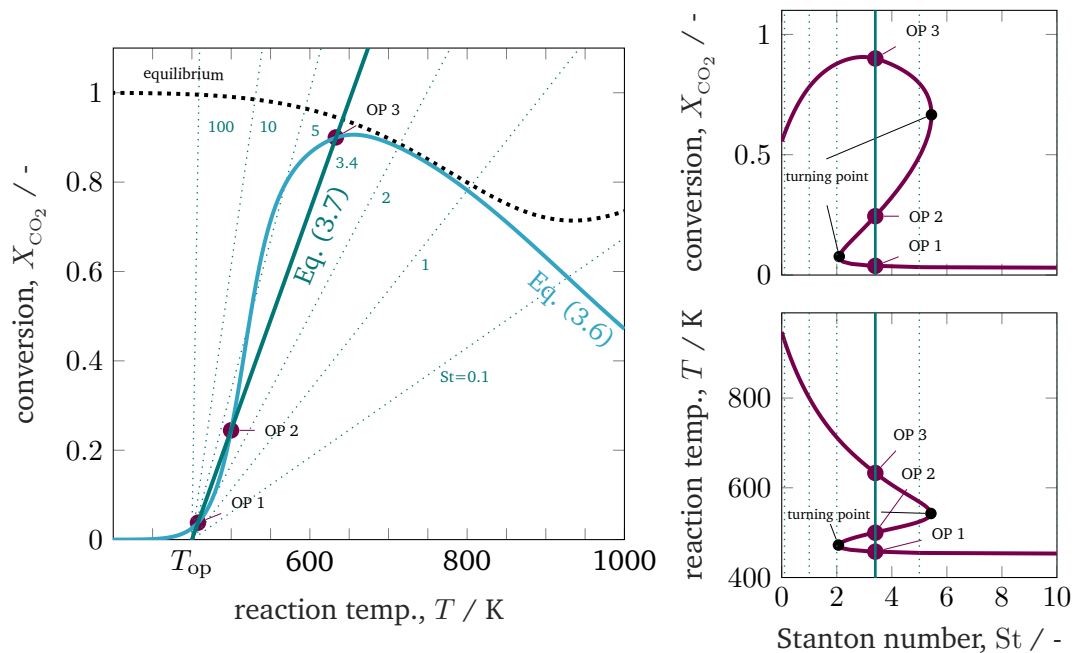 conversion, X_CO₂ / -
1
0.8
0.6
0.4
0.2
0
equilibrium
100
10
5
3.4
2
1
St=0.1
OP 3
OP 2
OP 1
Eq. (3.7)
Eq. (3.6)
T_op
600
800
1000
reaction temp., T / K
conversion, X_CO₂ / -
1
0.5
0
OP 3
turning point
OP 2
OP 1
reaction temp., T / K
800
600
400
OP 3
OP 2
turning point
OP 1
0
2
4
6
8
10
Stanton number, St / -